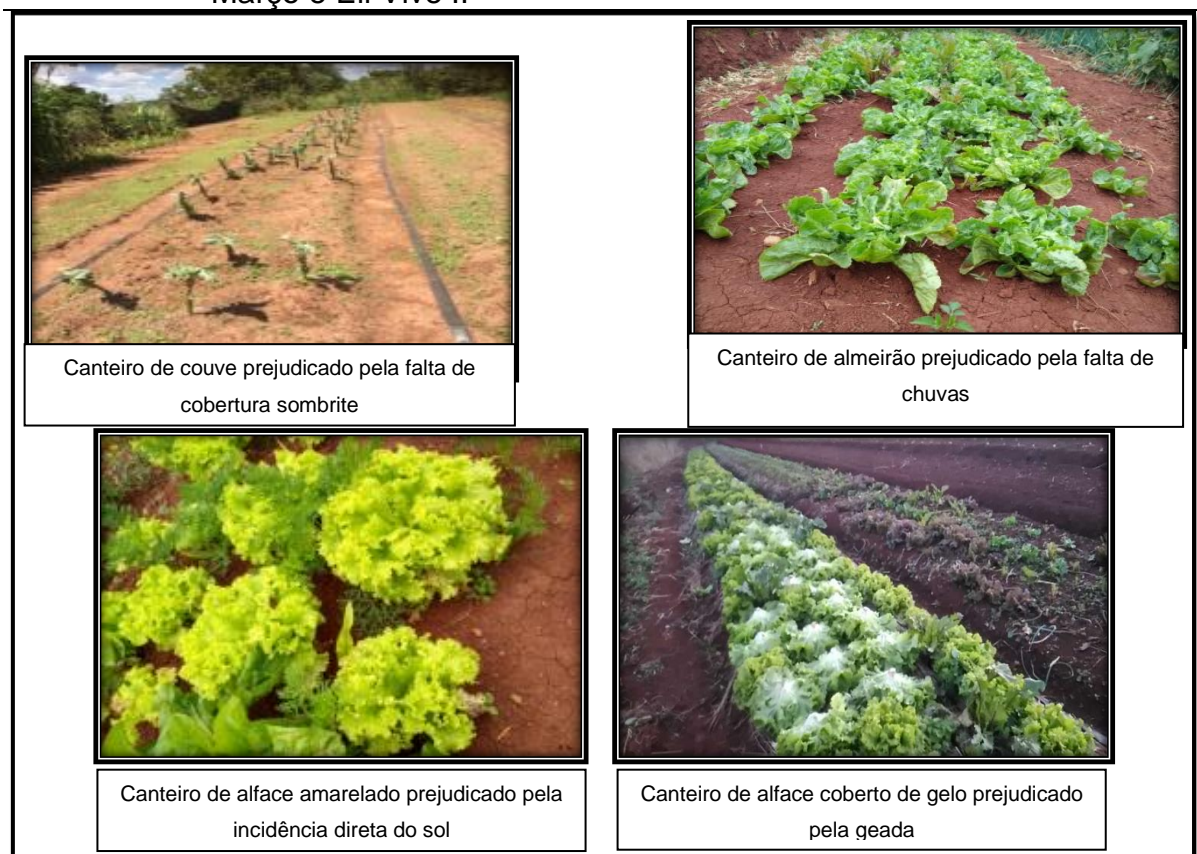 Canteiro de couve prejudicado pela falta de
cobertura sombrite
Canteiro de almeirão prejudicado pela falta de
chuvas
Canteiro de alface amarelado prejudicado pela
incidência direta do sol
Canteiro de alface coberto de gelo prejudicado
pela geada